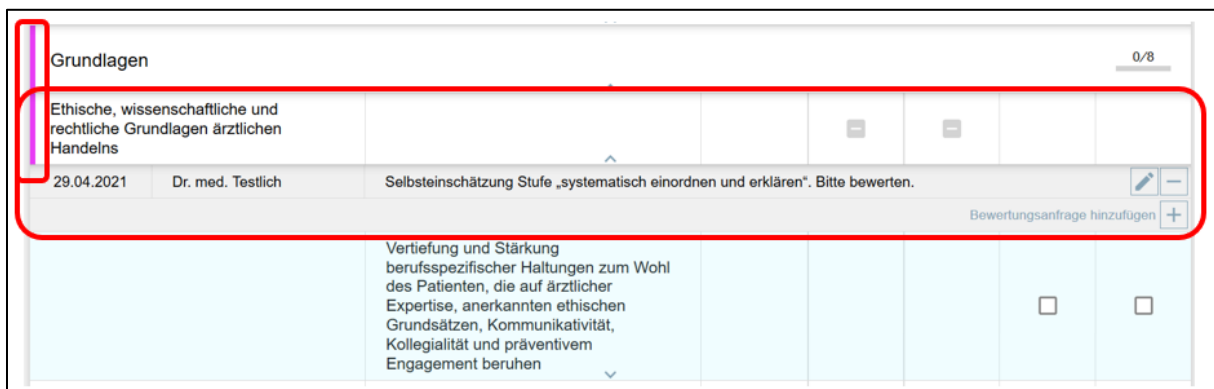 Grundlagen
0/8
Ethische, wissenschaftliche und
rechtliche Grundlagen ärztlichen
Handelns
29.04.2021 Dr. med. Testlich Selbsteinschätzung Stufe „systematisch einordnen und erklären“. Bitte bewerten.
Bewertungsanfrage hinzufügen
Vertiefung und Stärkung
berufsspezifischer Haltungen zum Wohl
des Patienten, die auf ärztlicher
Expertise, anerkannten ethischen
Grundsätzen, Kommunikativität,
Kollegialität und präventivem
Engagement beruhen